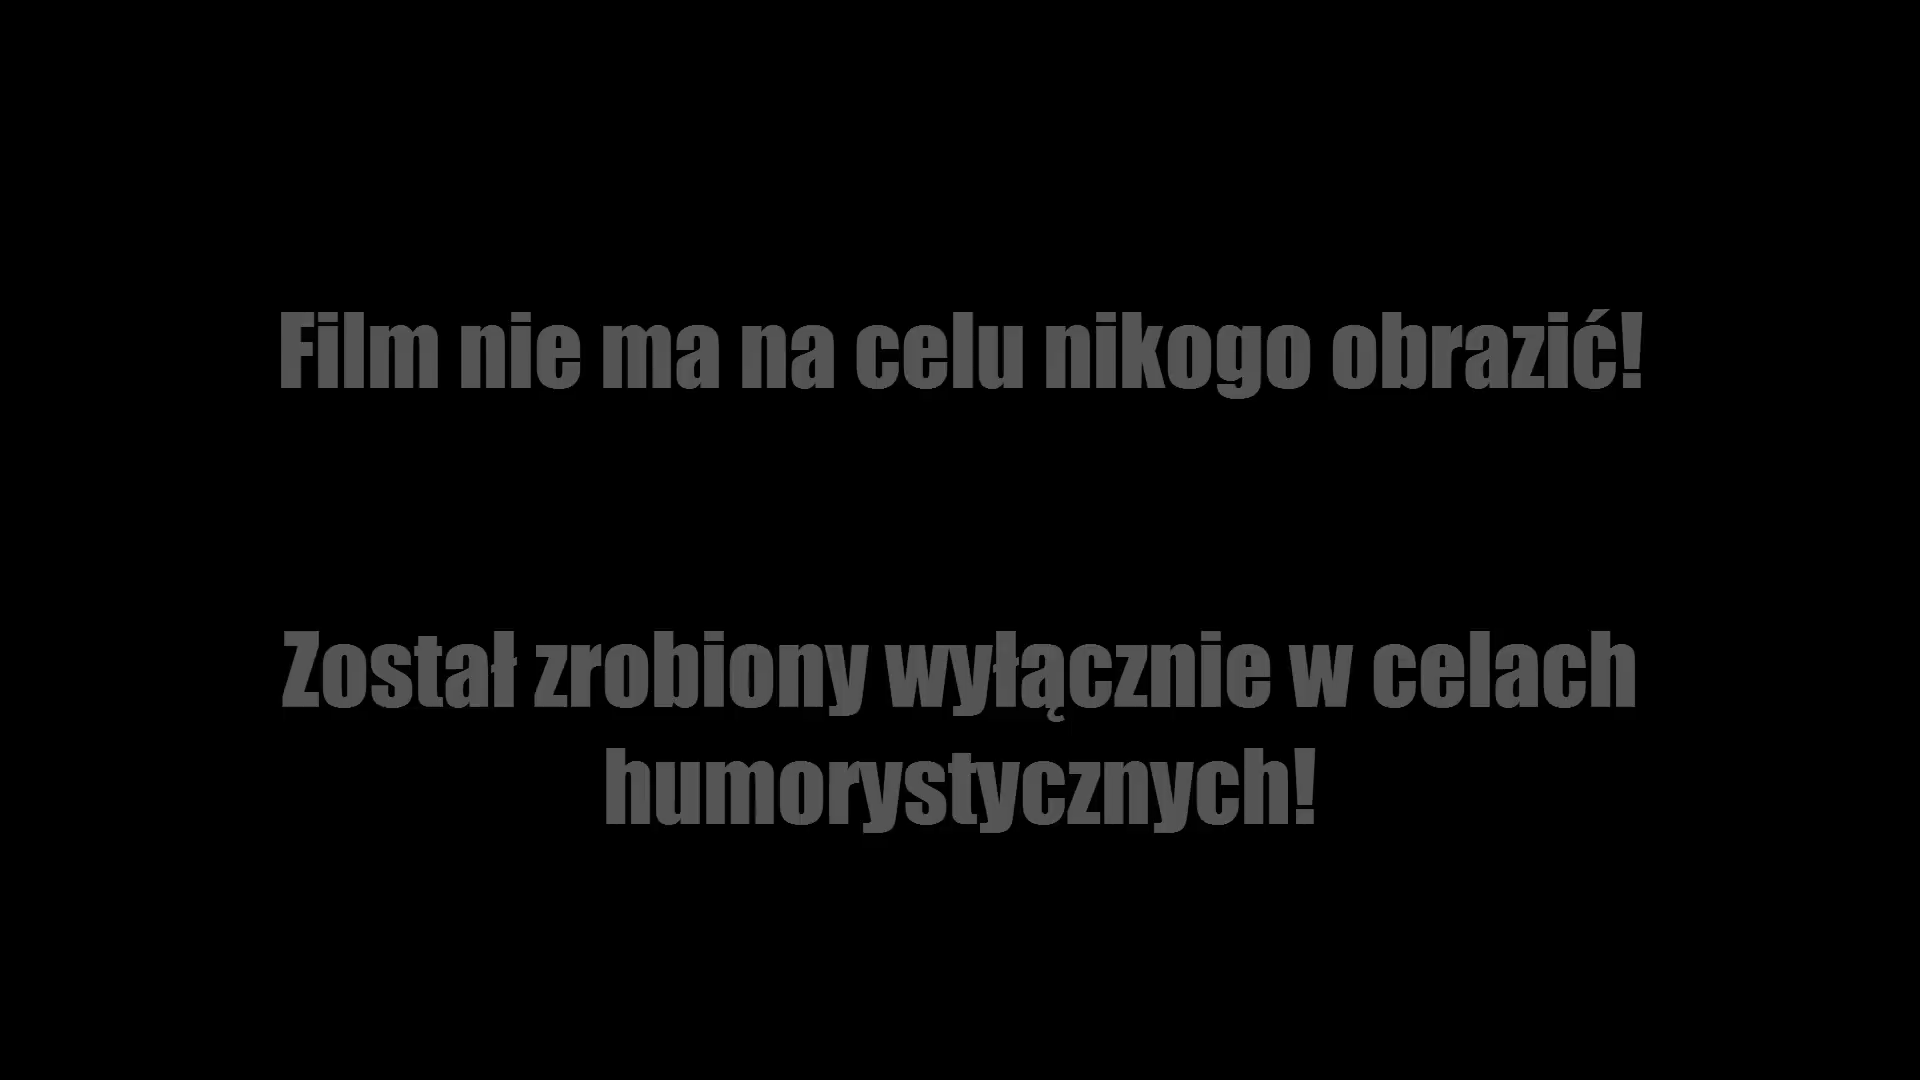 Film nie ma na celu nikogo obrazić!
Został zrobiony wyłącznie w celach
humorystycznych!